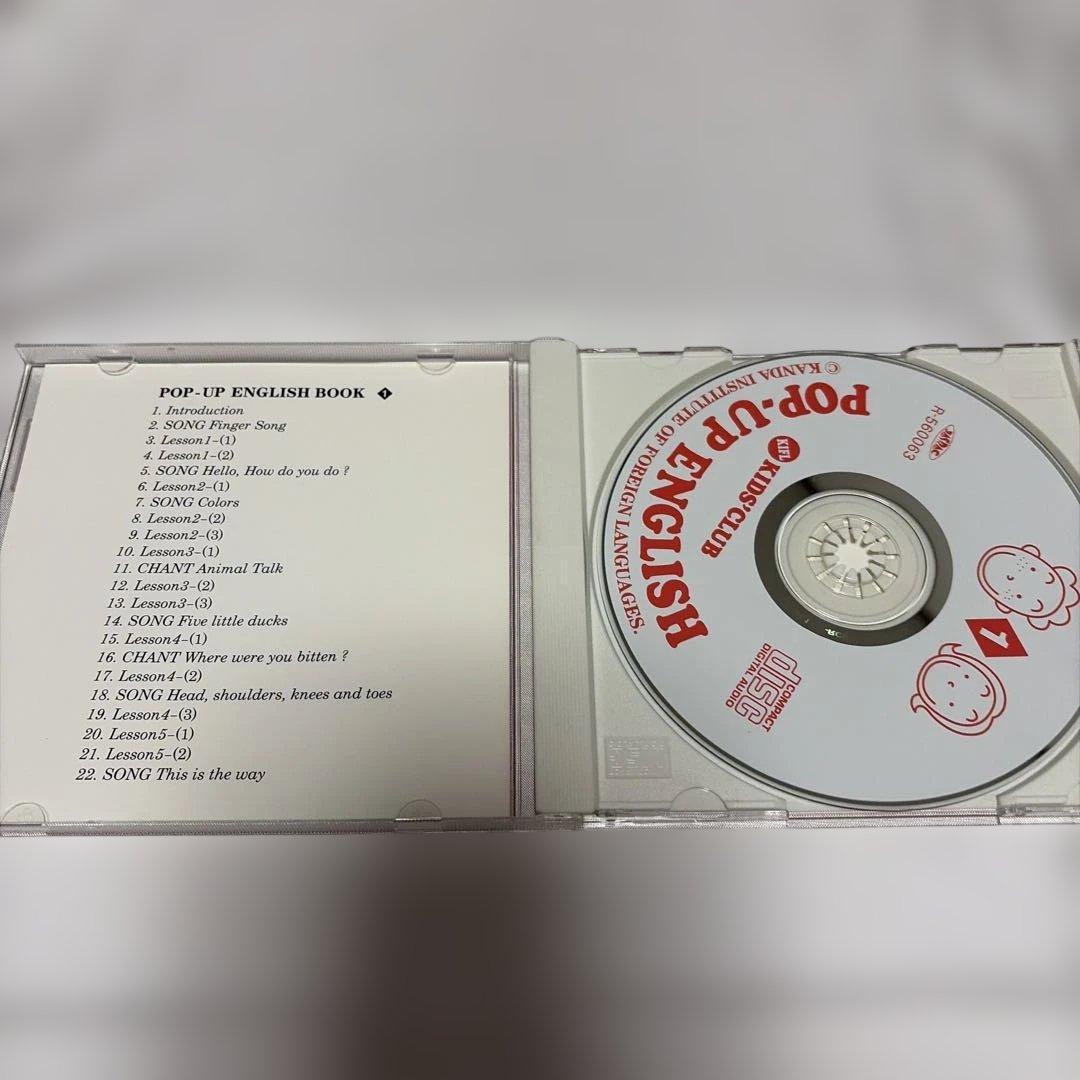 POP-UP ENGLISH BOOK 1
1. Introduction
2. SONG Finger Song
3. Lesson1-(1)
4. Lesson1-(2)
5. SONG Hello, How do you do ?
6. Lesson2-(1)
7. SONG Colors
8. Lesson2-(2)
9. Lesson2-(3)
10. Lesson3-(1)
11. CHANT Animal Talk
12. Lesson3-(2)
13. Lesson3-(3)
14. SONG Five little ducks
15. Lesson4-(1)
16. CHANT Where were you bitten ?
17. Lesson4-(2)
18. SONG Head, shoulders, knees and toes
19. Lesson4-(3)
20. Lesson5-(1)
21. Lesson5-(2)
22. SONG This is the way
POP-UP ENGLISH
© KANDA INSTITUTE OF FOREIGN LANGUAGES.
KIFL KIDS' CLUB
R-560063
1
COMPACT
disc
DIGITAL AUDIO